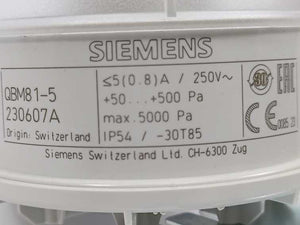 SIEMENS
QBM81-5
230607A
Origin: Switzerland
≤5(0.8)A / 250V~
+50...+500 Pa
max.5000 Pa
IP54 / -30T85
Siemens Switzerland Ltd. CH-6300 Zug